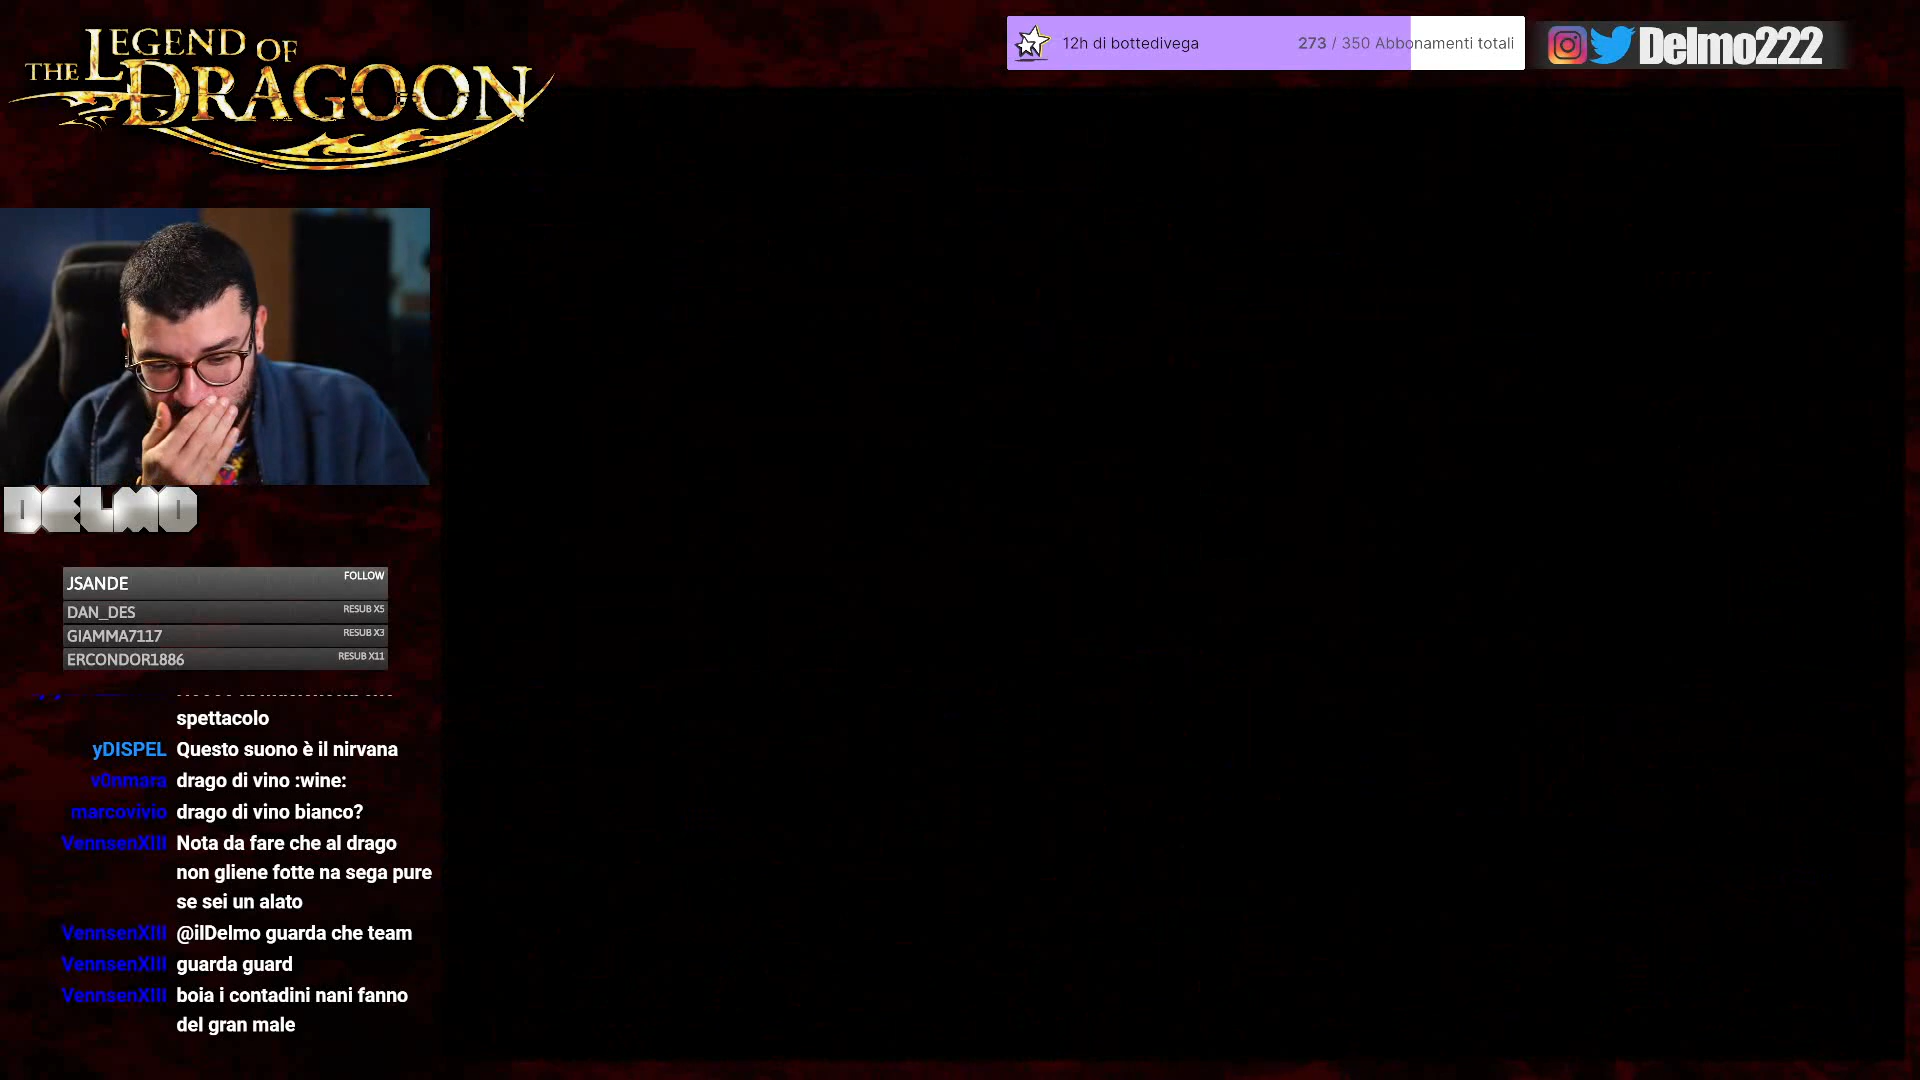 THE LEGEND OF
DRAGOON
12h di bottedivega 273 / 350 Abbonamenti totali
Delmo222
DELMO
JSANDE FOLLOW
DAN_DES RESUB X5
GIAMMA7117 RESUB X3
ERCONDOR1886 RESUB X11
spettacolo
yDISPEL Questo suono è il nirvana
v0nmara drago di vino :wine:
marcovivio drago di vino bianco?
VennsenXIII Nota da fare che al drago
non gliene fotte na sega pure
se sei un alato
VennsenXIII @ilDelmo guarda che team
VennsenXIII guarda guard
VennsenXIII boia i contadini nani fanno
del gran male